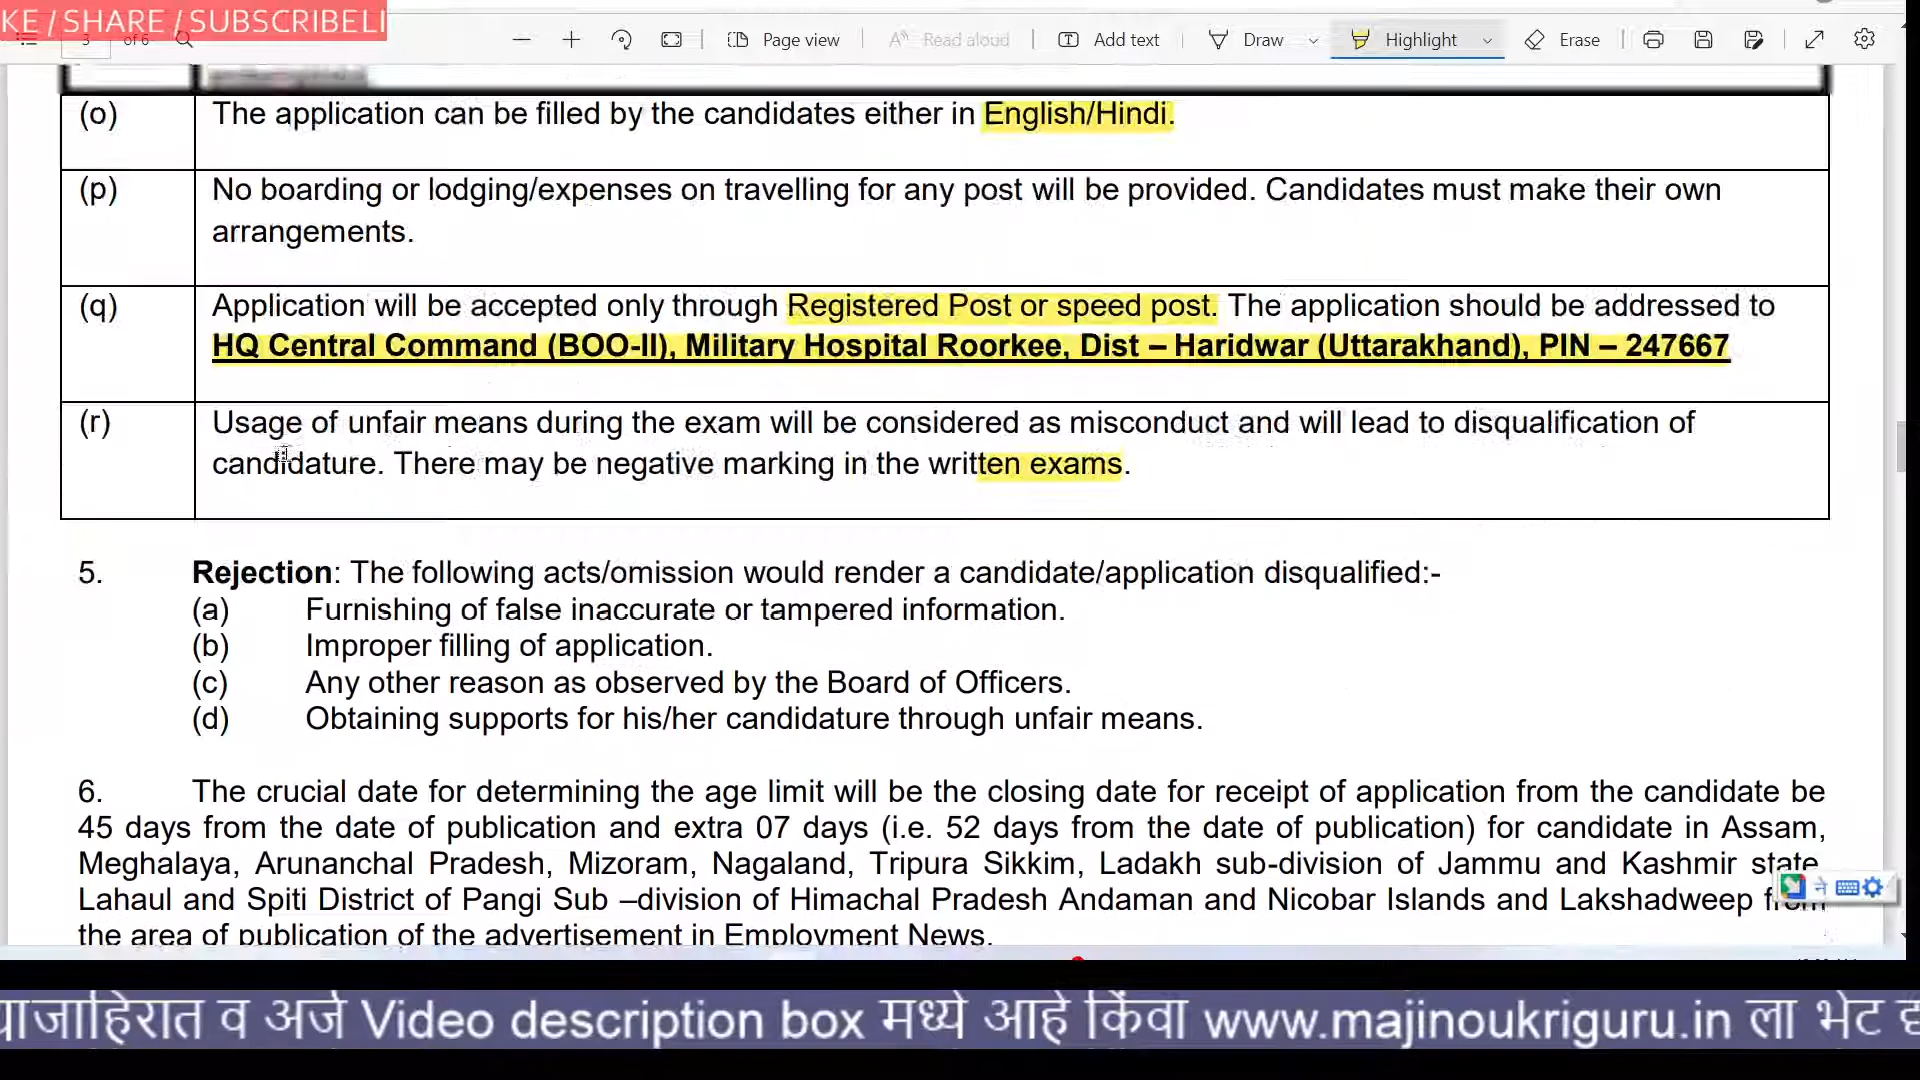 KE / SHARE / SUBSCRIBELI
3 of 6 Page view Read aloud Add text Draw Highlight Erase
(o) The application can be filled by the candidates either in English/Hindi.
(p) No boarding or lodging/expenses on travelling for any post will be provided. Candidates must make their own
arrangements.
(q) Application will be accepted only through Registered Post or speed post. The application should be addressed to
HQ Central Command (BOO-II), Military Hospital Roorkee, Dist – Haridwar (Uttarakhand), PIN – 247667
(r) Usage of unfair means during the exam will be considered as misconduct and will lead to disqualification of
candidature. There may be negative marking in the written exams.
5. Rejection: The following acts/omission would render a candidate/application disqualified:-
(a) Furnishing of false inaccurate or tampered information.
(b) Improper filling of application.
(c) Any other reason as observed by the Board of Officers.
(d) Obtaining supports for his/her candidature through unfair means.
6. The crucial date for determining the age limit will be the closing date for receipt of application from the candidate be
45 days from the date of publication and extra 07 days (i.e. 52 days from the date of publication) for candidate in Assam,
Meghalaya, Arunanchal Pradesh, Mizoram, Nagaland, Tripura Sikkim, Ladakh sub-division of Jammu and Kashmir state,
Lahaul and Spiti District of Pangi Sub –division of Himachal Pradesh Andaman and Nicobar Islands and Lakshadweep from
the area of publication of the advertisement in Employment News.
याजाहिरात व अर्ज Video description box मध्ये आहे किंवा www.majinoukriguru.in ला भेट